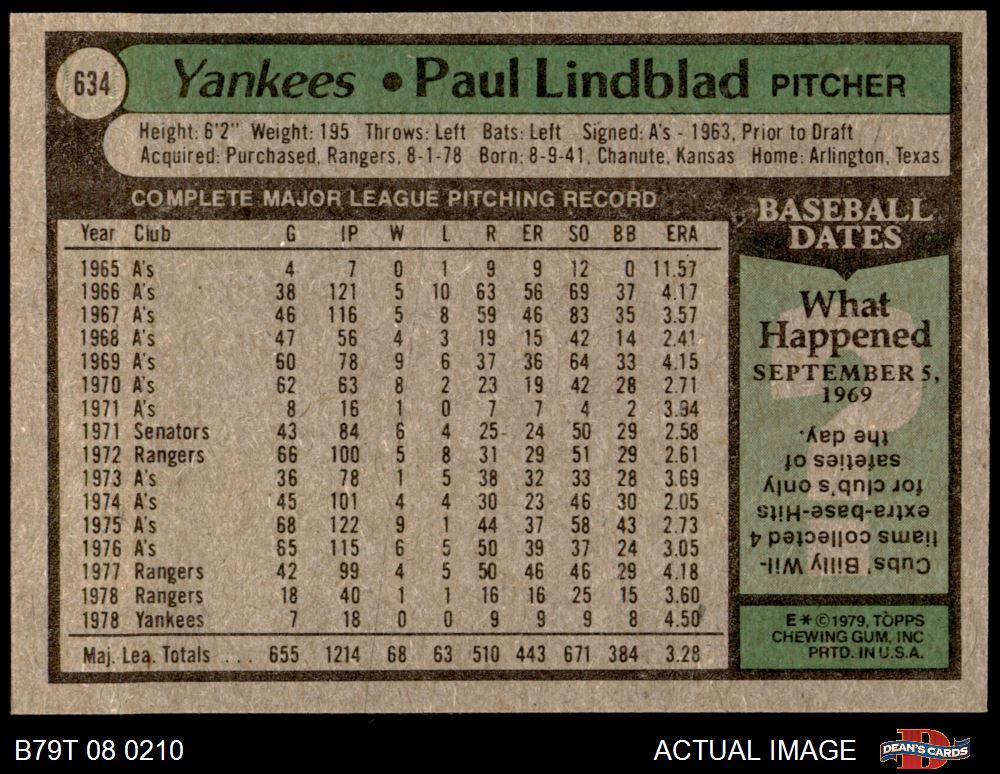 634
Yankees • Paul Lindblad PITCHER
Height: 6'2" Weight: 195 Throws: Left Bats: Left Signed: A's - 1963, Prior to Draft
Acquired: Purchased, Rangers, 8-1-78 Born: 8-9-41, Chanute, Kansas Home: Arlington, Texas
COMPLETE MAJOR LEAGUE PITCHING RECORD
Year Club G IP W L R ER SO BB ERA
1965 A's 4 7 0 1 9 9 12 0 11.57
1966 A's 38 121 5 10 63 56 69 37 4.17
1967 A's 46 116 5 8 59 46 83 35 3.57
1968 A's 47 56 4 3 19 15 42 14 2.41
1969 A's 60 78 9 6 37 36 64 33 4.15
1970 A's 62 63 8 2 23 19 42 28 2.71
1971 A's 8 16 1 0 7 7 4 2 3.94
1971 Senators 43 84 6 4 25 24 50 29 2.58
1972 Rangers 66 100 5 8 31 29 51 29 2.61
1973 A's 36 78 1 5 38 32 33 28 3.69
1974 A's 45 101 4 4 30 23 46 30 2.05
1975 A's 68 122 9 1 44 37 58 43 2.73
1976 A's 65 115 6 5 50 39 37 24 3.05
1977 Rangers 42 99 4 5 50 46 46 29 4.18
1978 Rangers 18 40 1 1 16 16 25 15 3.60
1978 Yankees 7 18 0 0 9 9 9 8 4.50
Maj. Lea. Totals ... 655 1214 68 63 510 443 671 384 3.28
BASEBALL
DATES
What
Happened
SEPTEMBER 5,
1969
Cubs' Billy Wil-
liams collected 4
extra-base-Hits
for club's only
safeties of
the day.
E*©1979, TOPPS
CHEWING GUM, INC
PRTD. IN U.S.A.
B79T 08 0210
ACTUAL IMAGE
DEAN'S CARDS